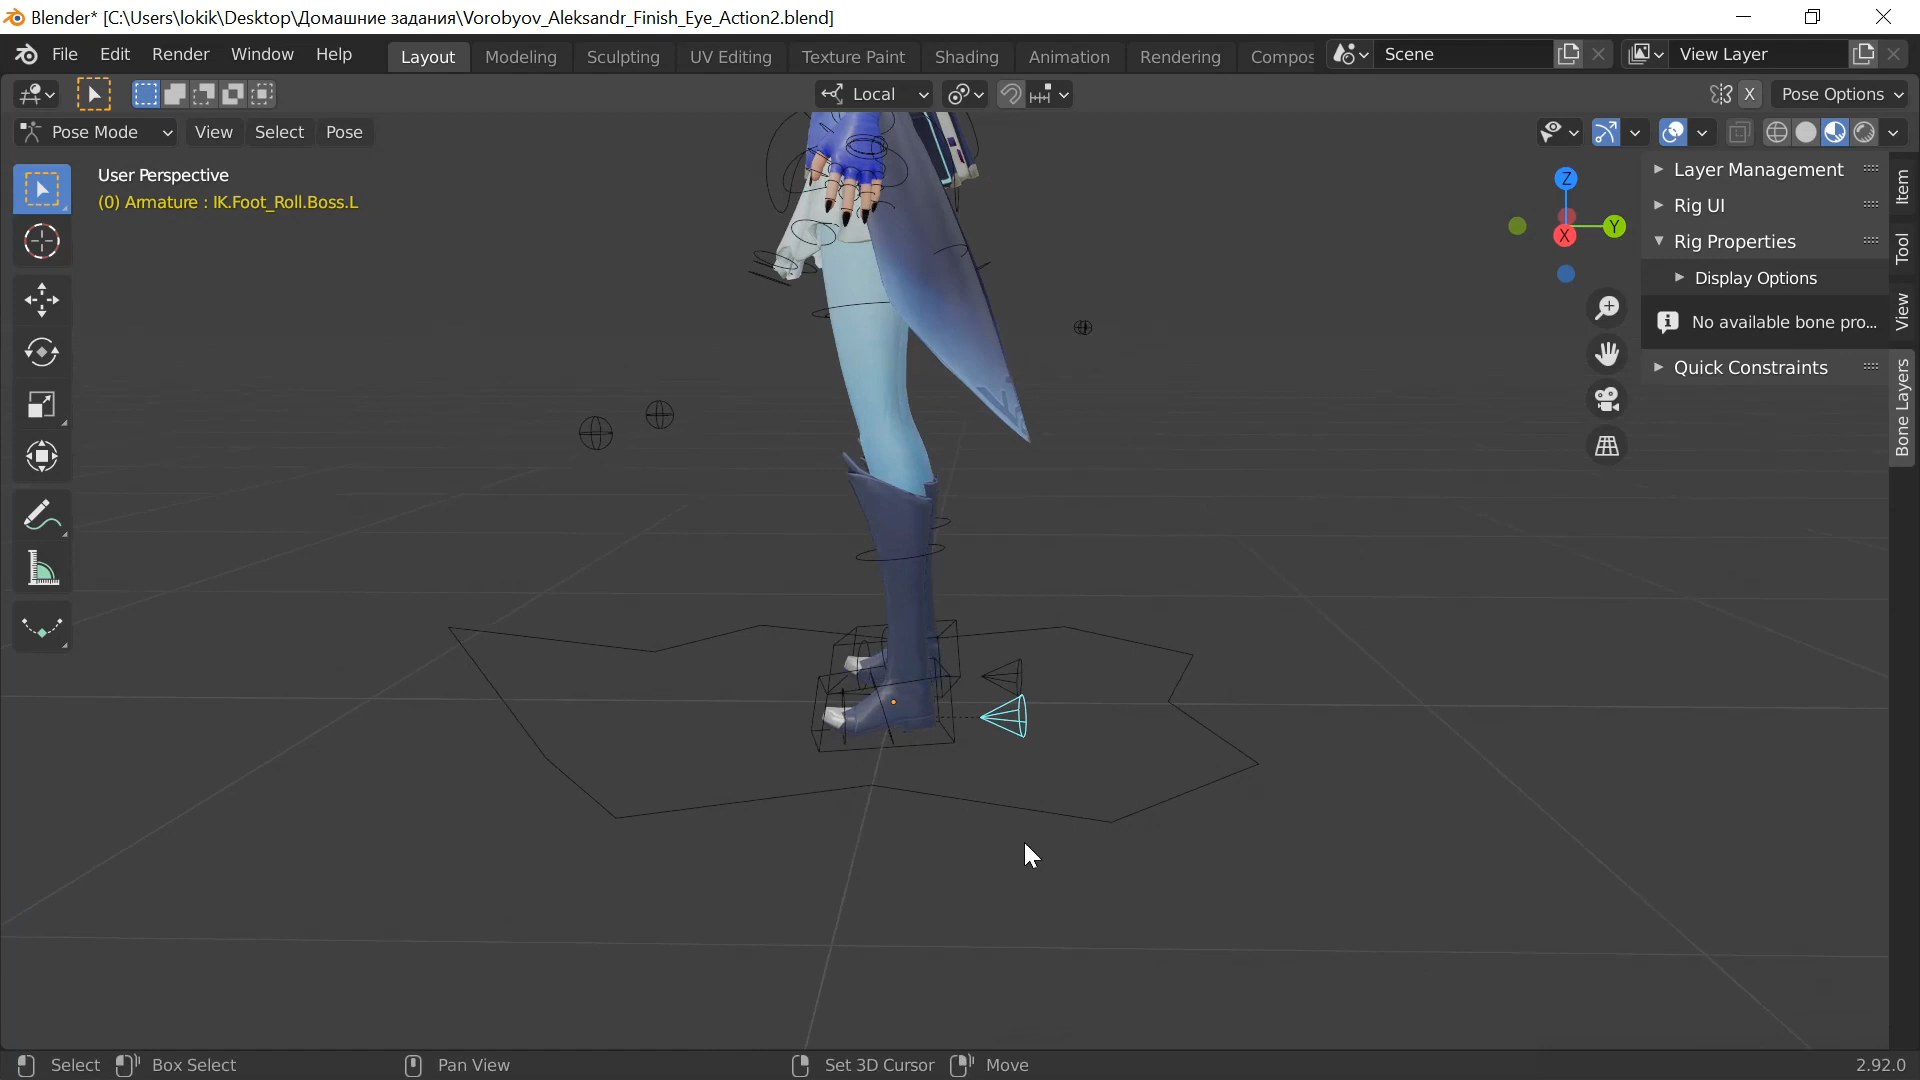 Blender* [C:\Users\lokik\Desktop\Домашние задания\Vorobyov_Aleksandr_Finish_Eye_Action2.blend]
File Edit Render Window Help
Layout Modeling Sculpting UV Editing Texture Paint Shading Animation Rendering Compos
Scene
View Layer
Local
X
Pose Options
Pose Mode View Select Pose
User Perspective
(0) Armature : IK.Foot_Roll.Boss.L
Z
Y
X
Layer Management
Rig UI
Rig Properties
Display Options
No available bone pro...
Quick Constraints
Item
Tool
View
Bone Layers
Select Box Select Pan View Set 3D Cursor Move 2.92.0